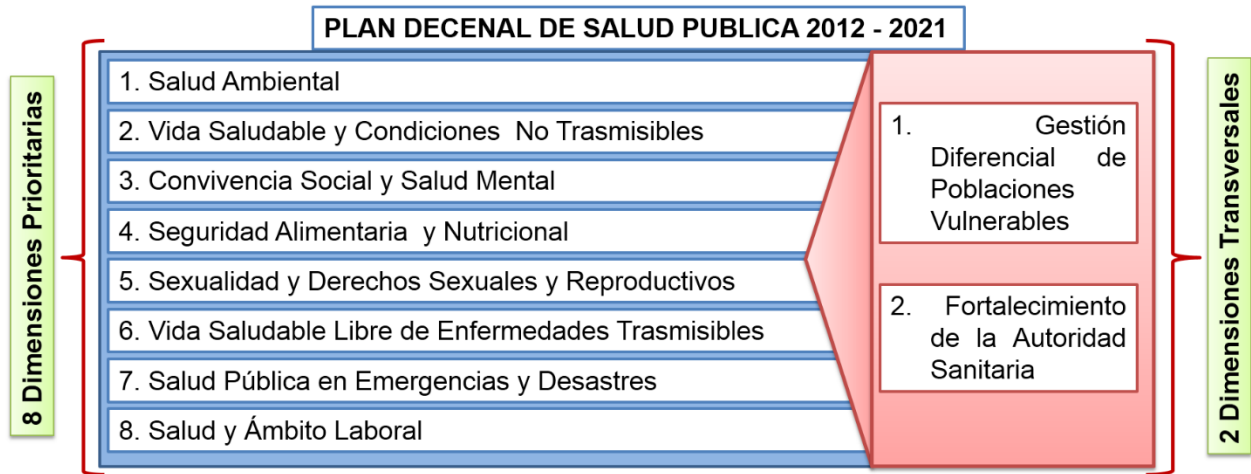 PLAN DECENAL DE SALUD PUBLICA 2012 - 2021
8 Dimensiones Prioritarias
1. Salud Ambiental
2. Vida Saludable y Condiciones No Trasmisibles
3. Convivencia Social y Salud Mental
4. Seguridad Alimentaria y Nutricional
5. Sexualidad y Derechos Sexuales y Reproductivos
6. Vida Saludable Libre de Enfermedades Trasmisibles
7. Salud Pública en Emergencias y Desastres
8. Salud y Ámbito Laboral
1. Gestión
Diferencial de
Poblaciones
Vulnerables
2. Fortalecimiento
de la Autoridad
Sanitaria
2 Dimensiones Transversales